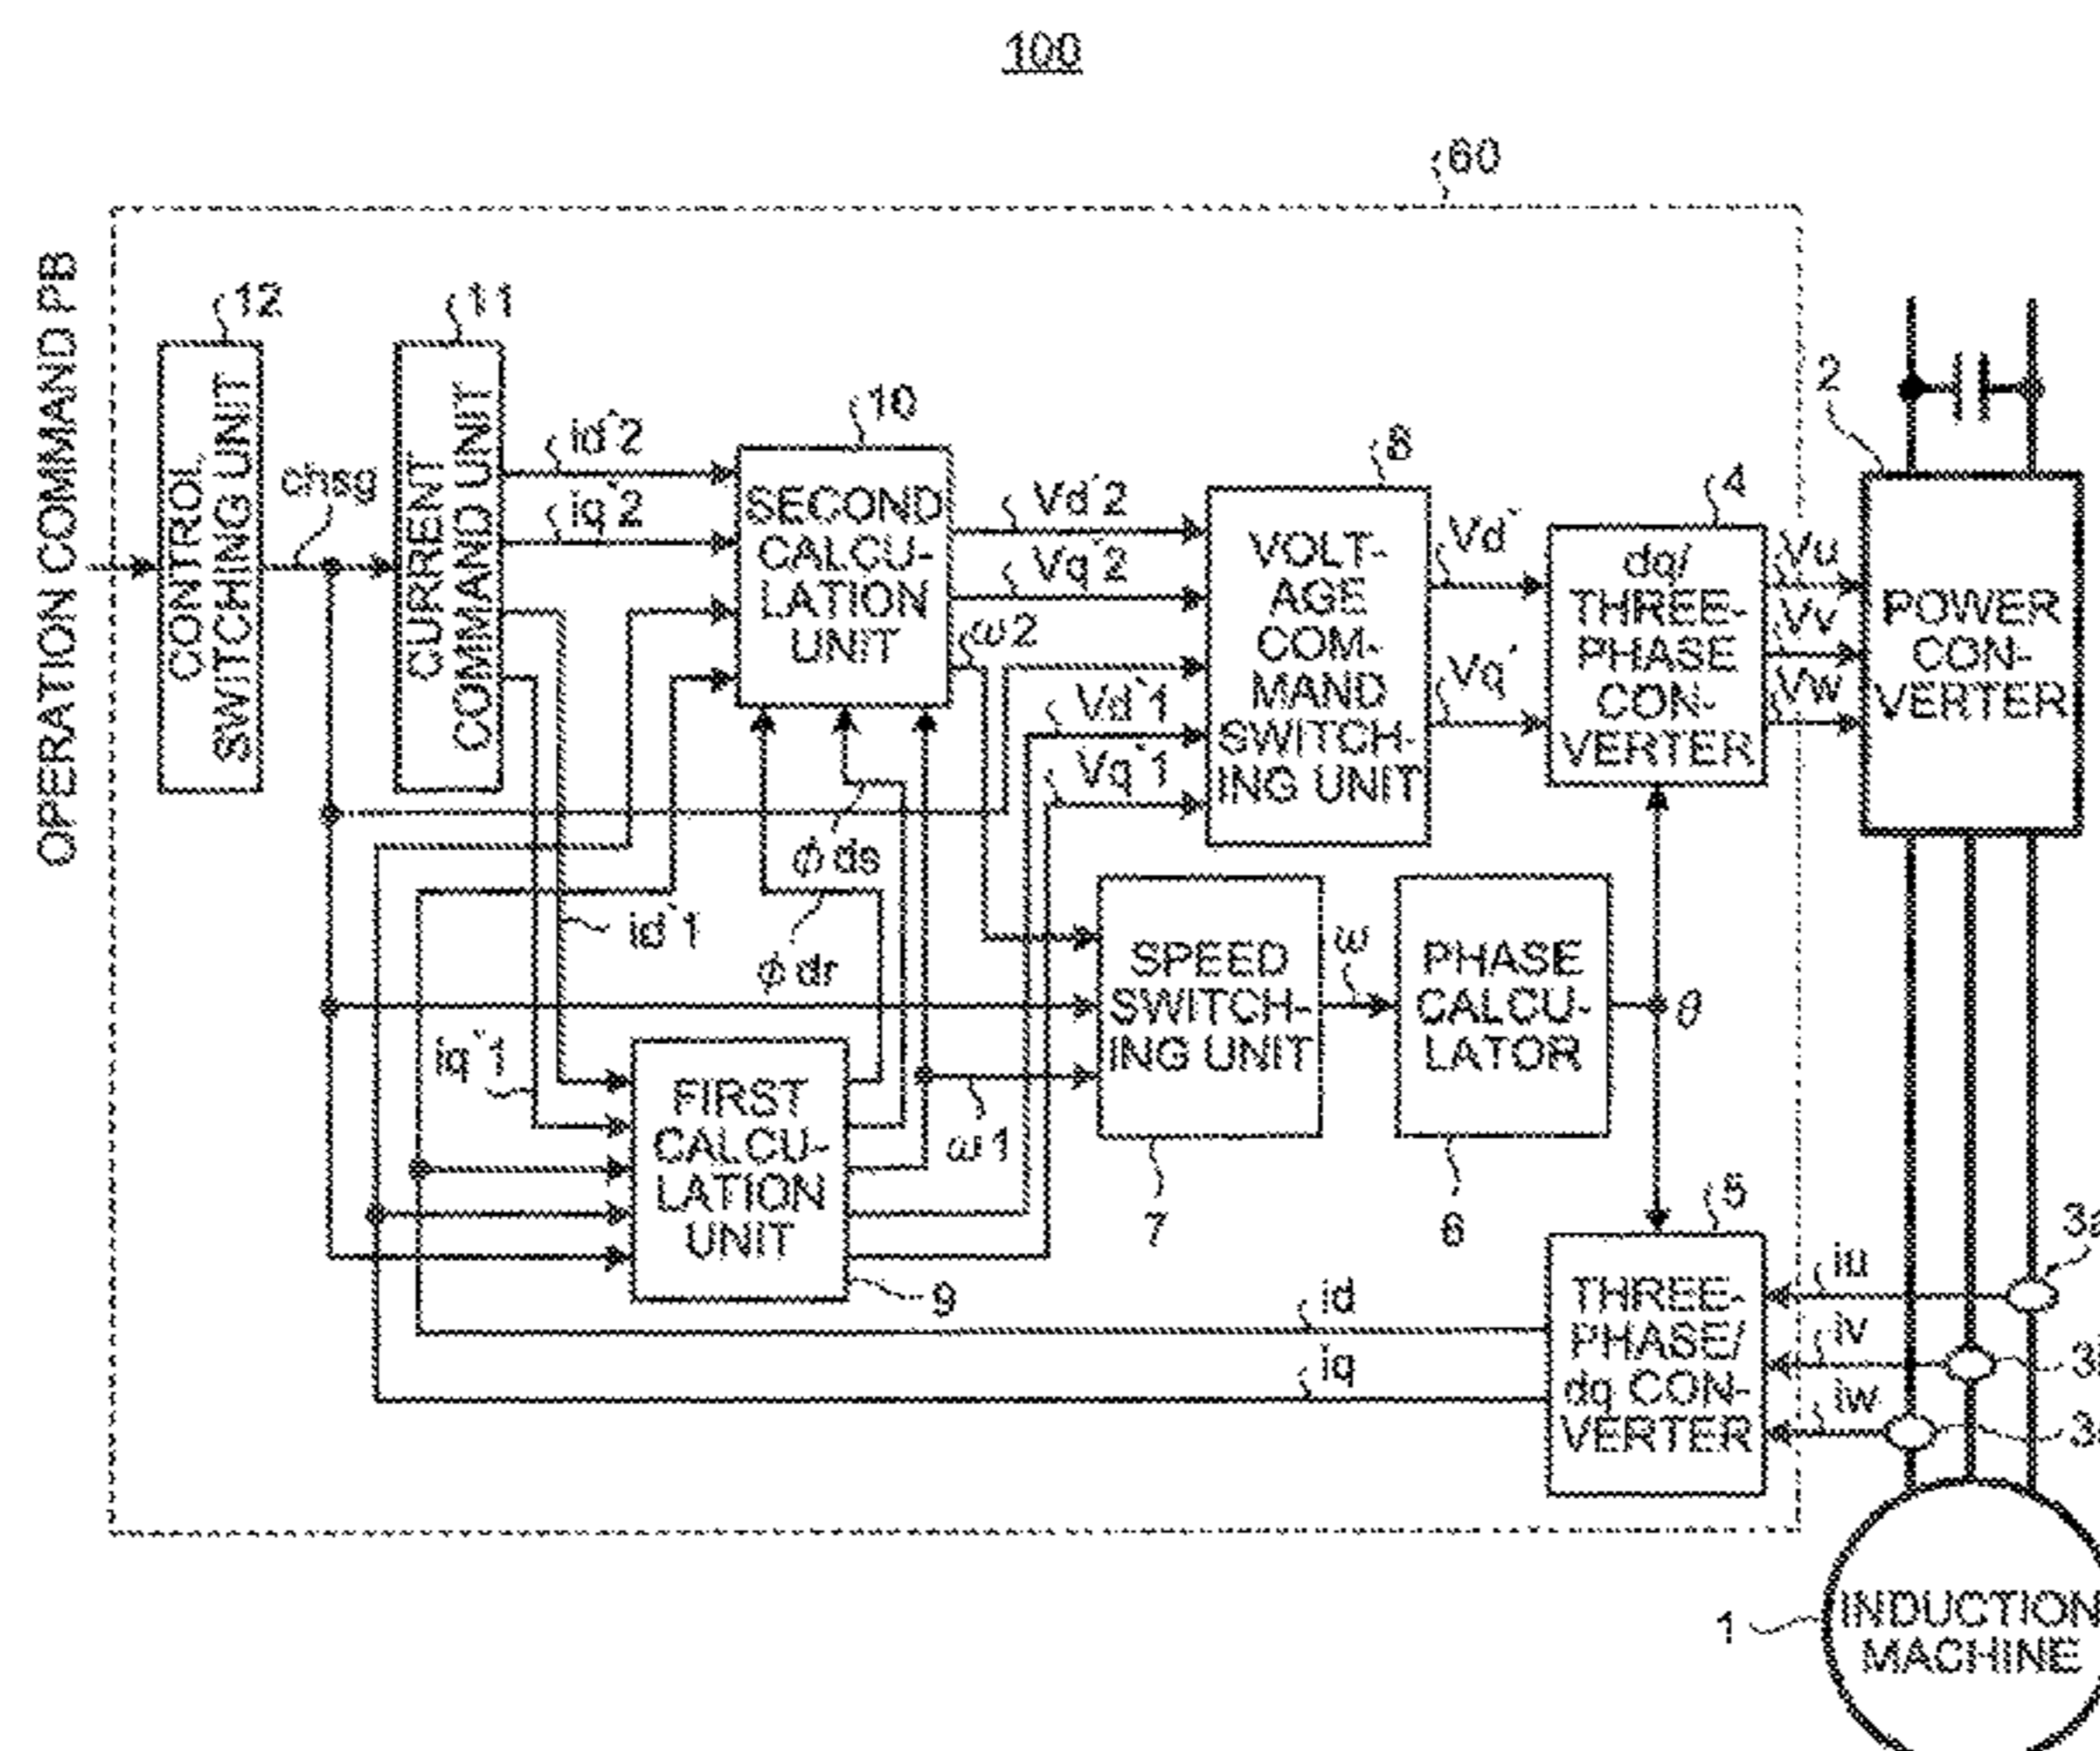 100
60
OPERATION COMMAND PB
12
CONTROL
SWITCHING UNIT
chsg
11
CURRENT
COMMAND UNIT
id*2
iq*2
10
SECOND
CALCU-
LATION
UNIT
Vd*2
Vq*2
ω2
Vd*1
Vq*1
8
VOLT-
AGE
COM-
MAND
SWITCH-
ING UNIT
Vd*
Vq*
4
dq/
THREE-
PHASE
CON-
VERTER
Vu
Vv
Vw
2
POWER
CON-
VERTER
φds
φdr
id*1
iq*1
FIRST
CALCU-
LATION
UNIT
9
ω1
SPEED
SWITCH-
ING UNIT
7
ω
PHASE
CALCU-
LATOR
6
θ
5
THREE-
PHASE/
dq CON-
VERTER
id
iq
iu
iv
iw
1
INDUCTION
MACHINE